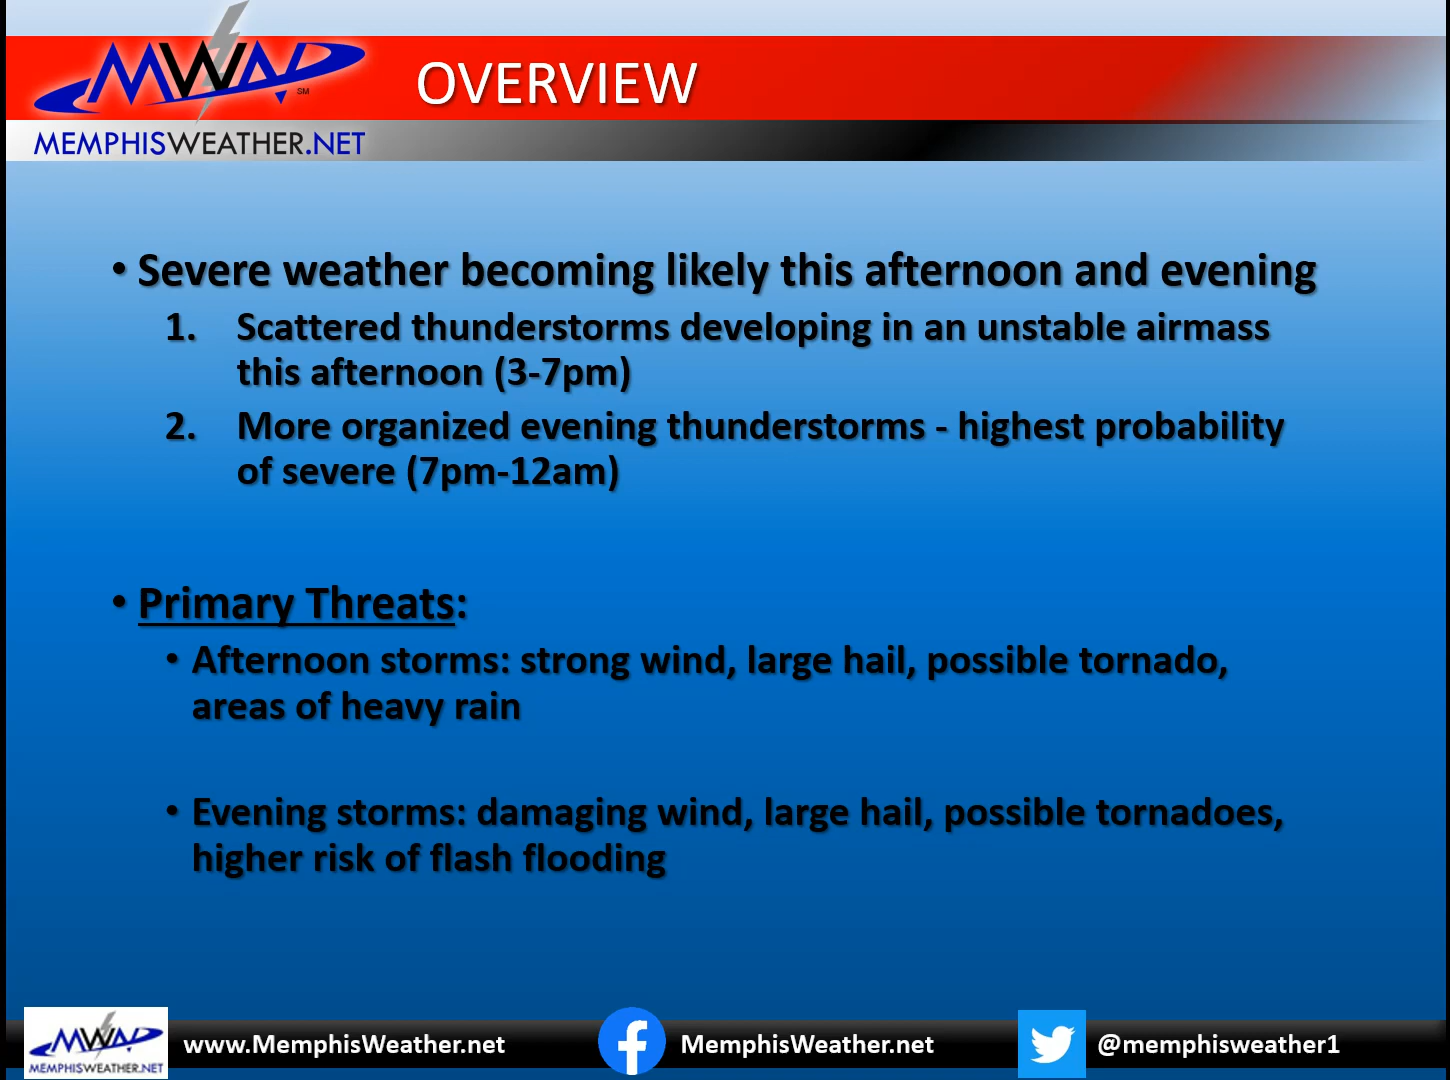 MWN SM
MEMPHISWEATHER.NET
OVERVIEW
• Severe weather becoming likely this afternoon and evening
1. Scattered thunderstorms developing in an unstable airmass
this afternoon (3-7pm)
2. More organized evening thunderstorms - highest probability
of severe (7pm-12am)
• Primary Threats:
• Afternoon storms: strong wind, large hail, possible tornado,
areas of heavy rain
• Evening storms: damaging wind, large hail, possible tornadoes,
higher risk of flash flooding
MWN
MEMPHISWEATHER.NET
www.MemphisWeather.net
MemphisWeather.net
@memphisweather1